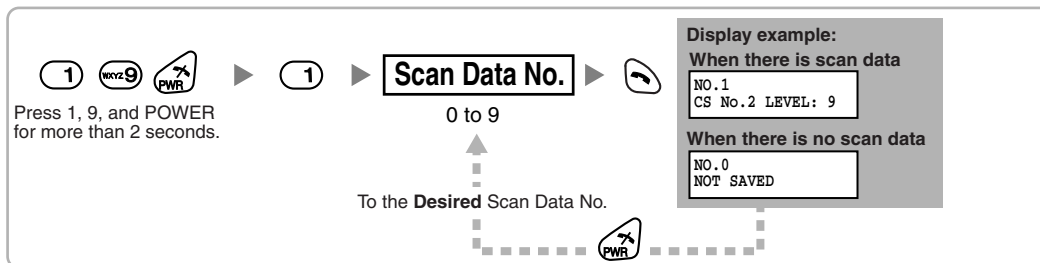 Display example:
When there is scan data
1) WXYZ9 PWR 1) Scan Data No.
NO.1
CS No.2 LEVEL: 9
Press 1, 9, and POWER
for more than 2 seconds.
0 to 9
When there is no scan data
NO.0
NOT SAVED
To the Desired Scan Data No.
PWR